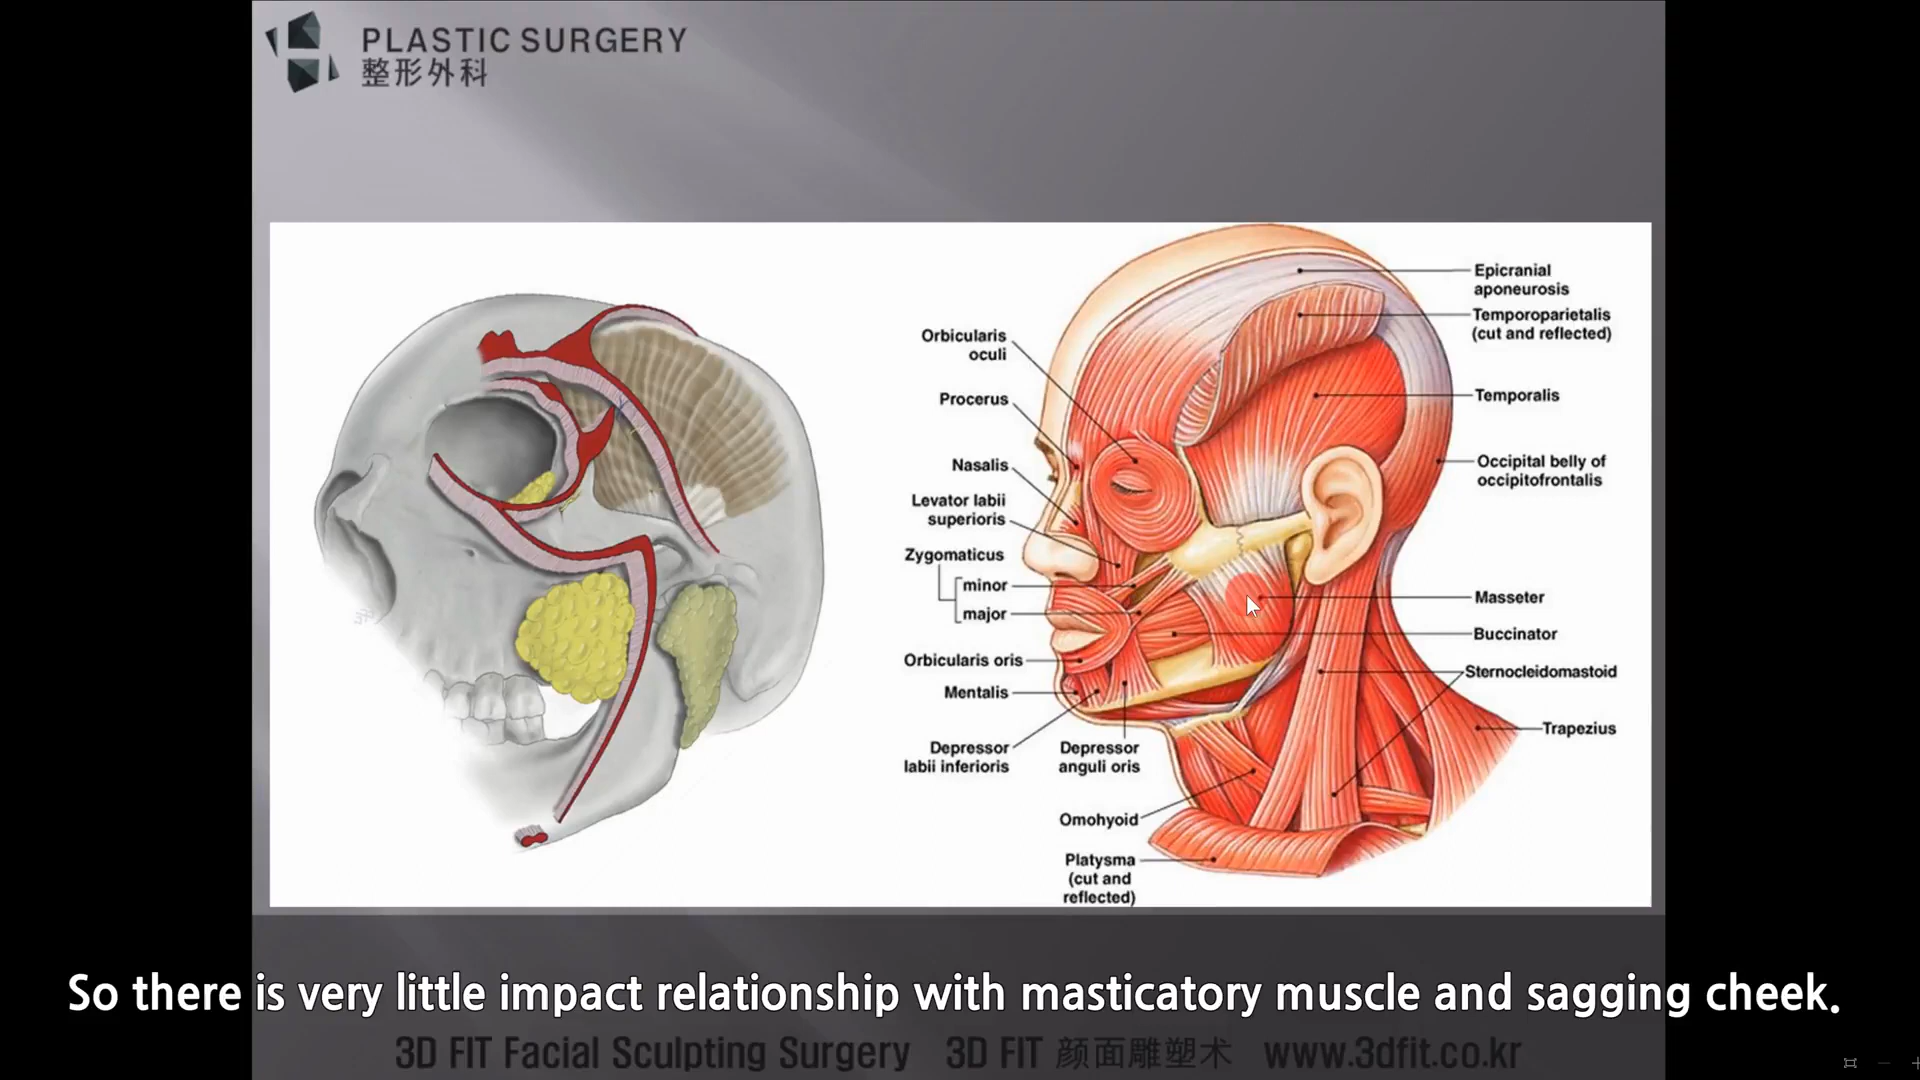 PLASTIC SURGERY
整形外科
Orbicularis
oculi
Procerus
Nasalis
Levator labii
superioris
Zygomaticus
minor
major
Orbicularis oris
Mentalis
Depressor
labii inferioris
Depressor
anguli oris
Omohyoid
Platysma
(cut and
reflected)
Epicranial
aponeurosis
Temporoparietalis
(cut and reflected)
Temporalis
Occipital belly of
occipitofrontalis
Masseter
Buccinator
Sternocleidomastoid
Trapezius
So there is very little impact relationship with masticatory muscle and sagging cheek.
3D FIT Facial Sculpting Surgery 3D FIT 颜面雕塑术 www.3dfit.co.kr